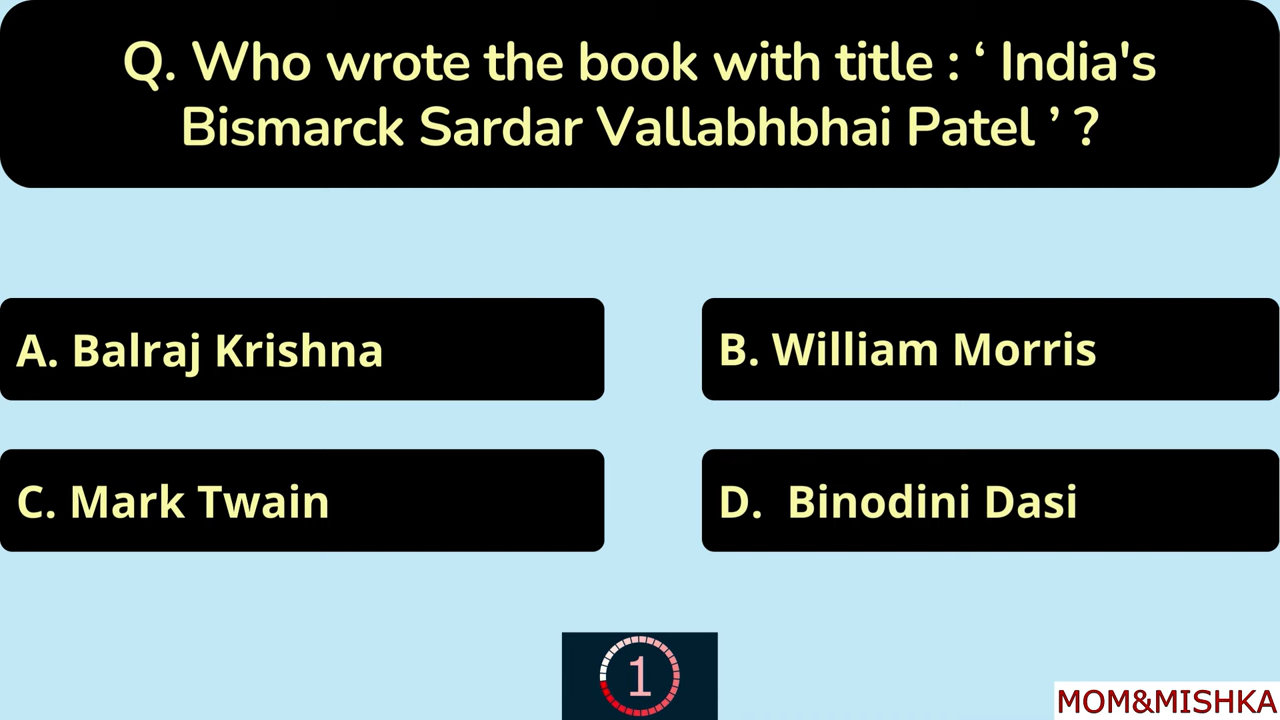 Q. Who wrote the book with title : ‘ India's
Bismarck Sardar Vallabhbhai Patel ’ ?
A. Balraj Krishna
B. William Morris
C. Mark Twain
D. Binodini Dasi
1
MOM&MISHKA